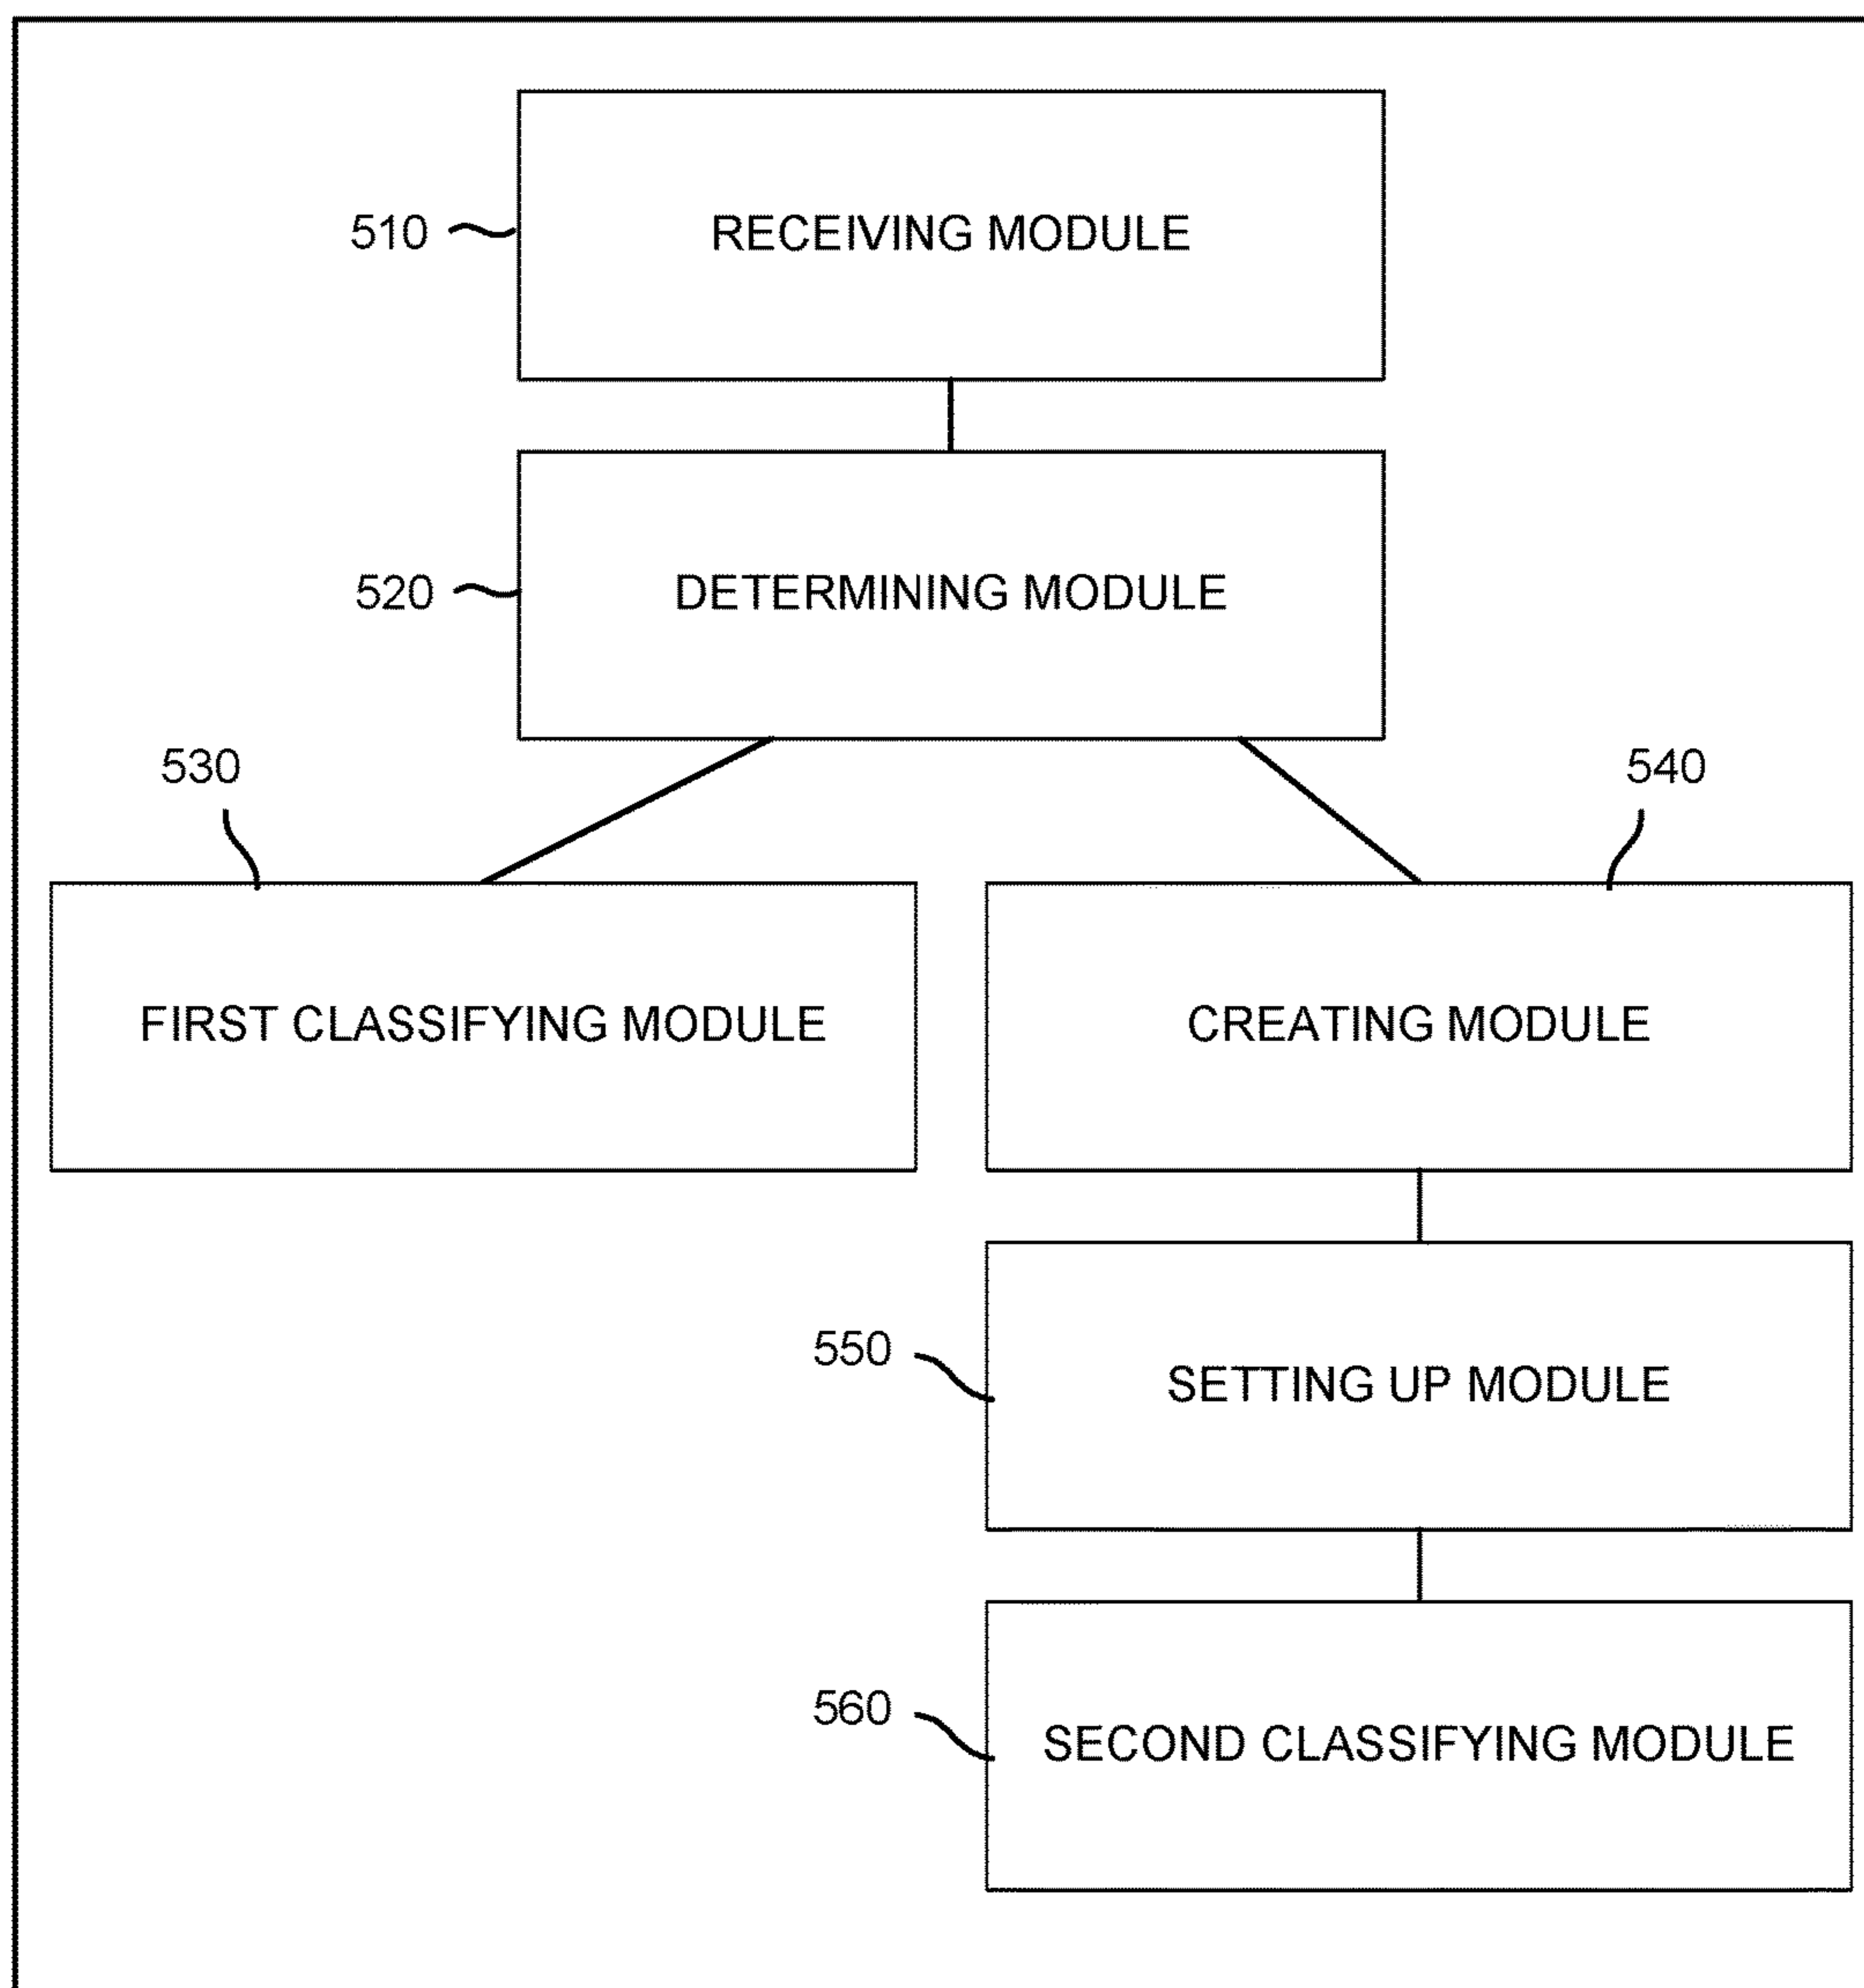 510
RECEIVING MODULE
520
DETERMINING MODULE
530
540
FIRST CLASSIFYING MODULE
CREATING MODULE
550
SETTING UP MODULE
560
SECOND CLASSIFYING MODULE